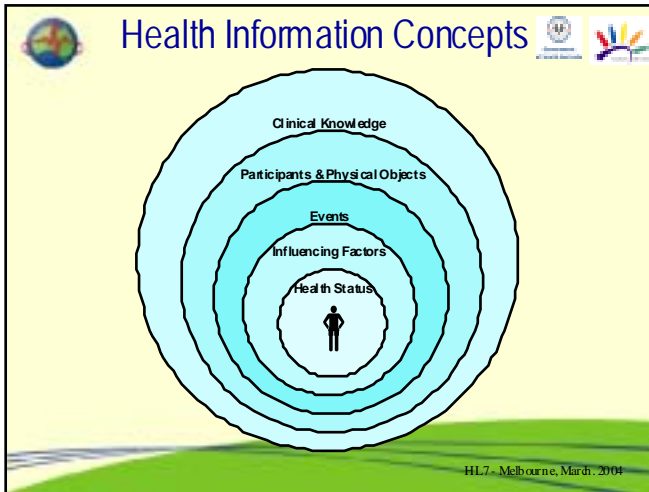 Health Information Concepts
Clinical Knowledge
Participants & Physical Objects
Events
Influencing Factors
Health Status
HL7 - Melbourne, March. 2004